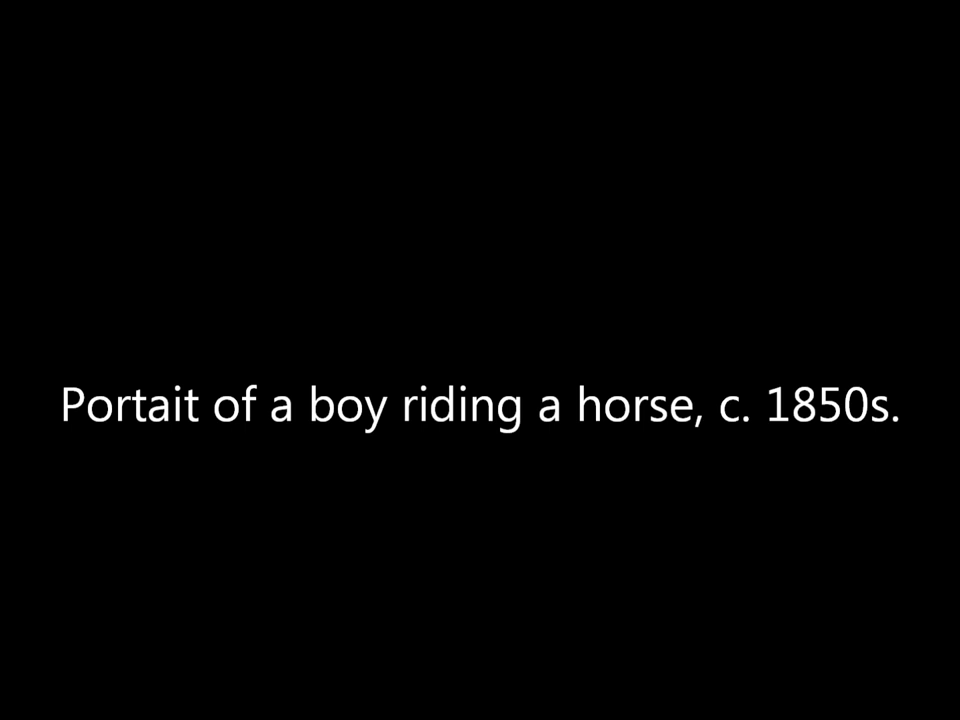 Portait of a boy riding a horse, c. 1850s.